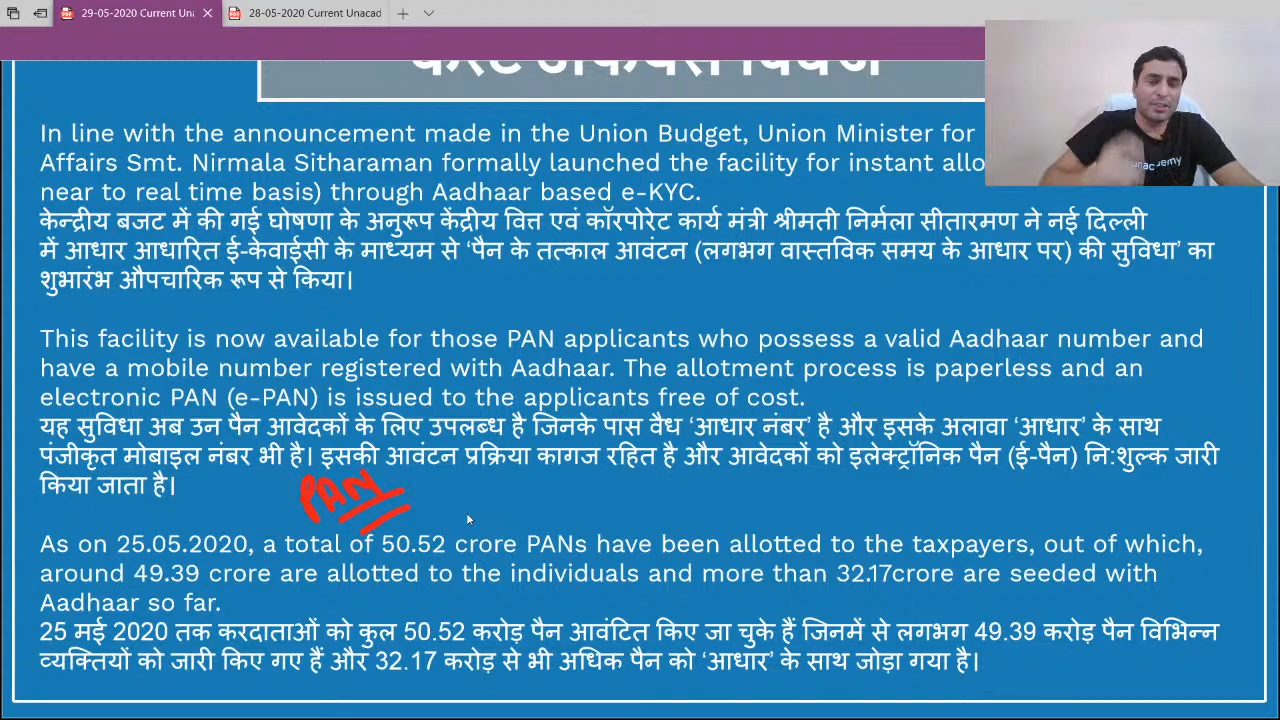 29-05-2020 Current Una
28-05-2020 Current Unacad
In line with the announcement made in the Union Budget, Union Minister for
Affairs Smt. Nirmala Sitharaman formally launched the facility for instant allo
near to real time basis) through Aadhaar based e-KYC.
केन्द्रीय बजट में की गई घोषणा के अनुरूप केंद्रीय वित्त एवं कॉरपोरेट कार्य मंत्री श्रीमती निर्मला सीतारमण ने नई दिल्ली
में आधार आधारित ई-केवाईसी के माध्यम से ‘पैन के तत्काल आवंटन (लगभग वास्तविक समय के आधार पर) की सुविधा’ का
शुभारंभ औपचारिक रूप से किया।
This facility is now available for those PAN applicants who possess a valid Aadhaar number and
have a mobile number registered with Aadhaar. The allotment process is paperless and an
electronic PAN (e-PAN) is issued to the applicants free of cost.
यह सुविधा अब उन पैन आवेदकों के लिए उपलब्ध है जिनके पास वैध ‘आधार नंबर’ है और इसके अलावा ‘आधार’ के साथ
पंजीकृत मोबाइल नंबर भी है। इसकी आवंटन प्रक्रिया कागज रहित है और आवेदकों को इलेक्ट्रॉनिक पैन (ई-पैन) नि:शुल्क जारी
किया जाता है।
PAN
As on 25.05.2020, a total of 50.52 crore PANs have been allotted to the taxpayers, out of which,
around 49.39 crore are allotted to the individuals and more than 32.17crore are seeded with
Aadhaar so far.
25 मई 2020 तक करदाताओं को कुल 50.52 करोड़ पैन आवंटित किए जा चुके हैं जिनमें से लगभग 49.39 करोड़ पैन विभिन्न
व्यक्तियों को जारी किए गए हैं और 32.17 करोड़ से भी अधिक पैन को ‘आधार’ के साथ जोड़ा गया है।